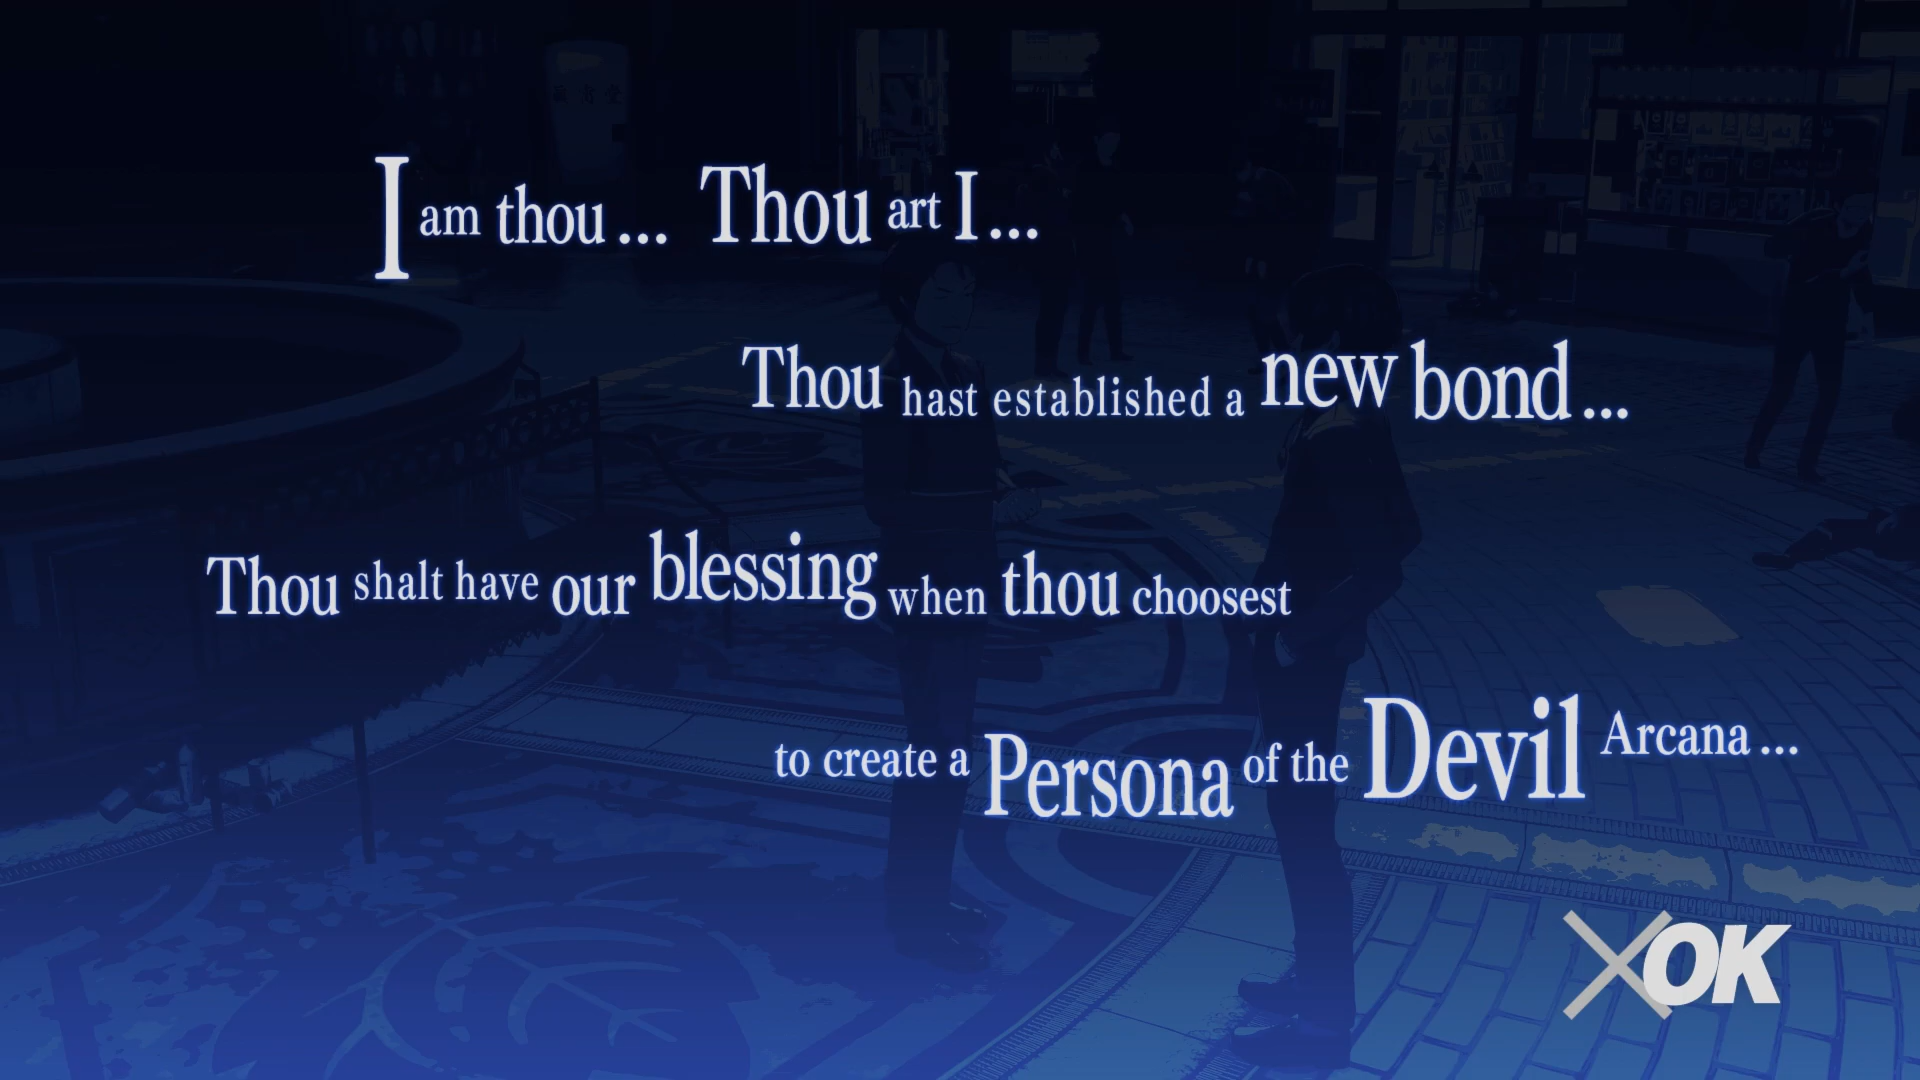 I am thou... Thou art I...
Thou hast established a new bond...
Thou shalt have our blessing when thou choosest
to create a Persona of the Devil Arcana...
OK